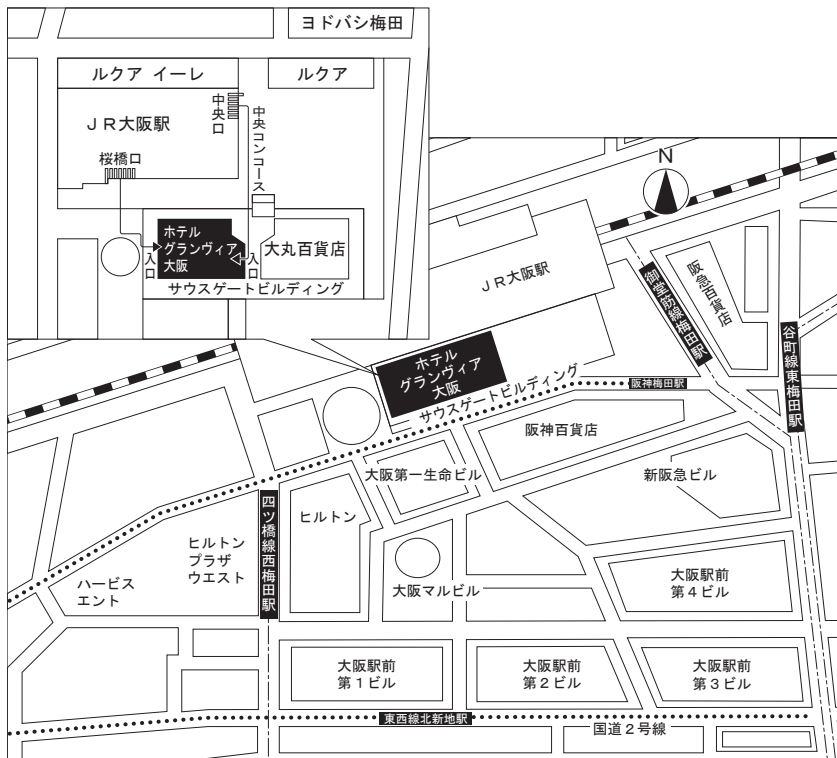 ヨドバシ梅田
ルクア イーレ
ルクア
中央口
中央コンコース
JR大阪駅
桜橋口
ホテル
グランヴィア
大阪
入口
入口
大丸百貨店
サウスゲートビルディング
N
JR大阪駅
御堂筋線梅田駅
阪急百貨店
谷町線東梅田駅
ホテル
グランヴィア
大阪
サウスゲートビルディング
阪神梅田駅
阪神百貨店
大阪第一生命ビル
新阪急ビル
四ツ橋線西梅田駅
ヒルトン
ヒルトン
プラザ
ウエスト
ハービス
エント
大阪マルビル
大阪駅前
第4ビル
大阪駅前
第1ビル
大阪駅前
第2ビル
大阪駅前
第3ビル
東西線北新地駅
国道2号線